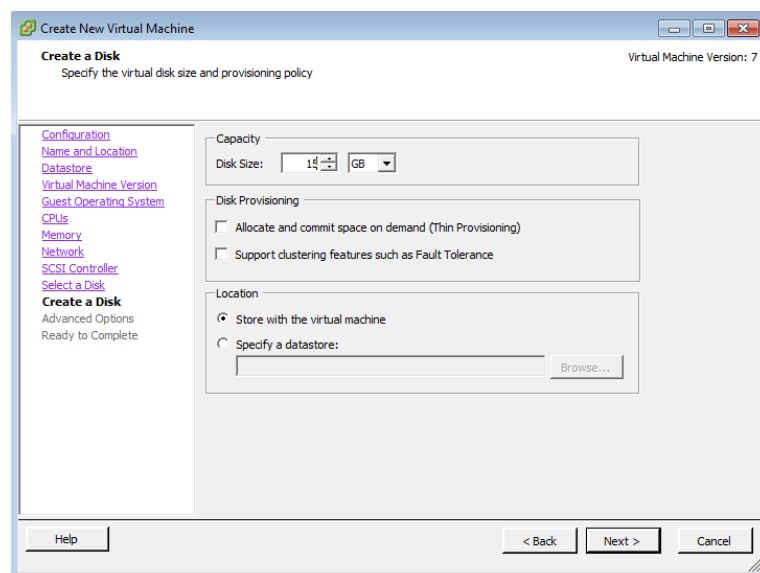 Create New Virtual Machine
Create a Disk
Specify the virtual disk size and provisioning policy
Virtual Machine Version: 7
Configuration
Name and Location
Datastore
Virtual Machine Version
Guest Operating System
CPUs
Memory
Network
SCSI Controller
Select a Disk
Create a Disk
Advanced Options
Ready to Complete
Capacity
Disk Size: 15 GB
Disk Provisioning
Allocate and commit space on demand (Thin Provisioning)
Support clustering features such as Fault Tolerance
Location
Store with the virtual machine
Specify a datastore:
Browse...
Help
< Back
Next >
Cancel